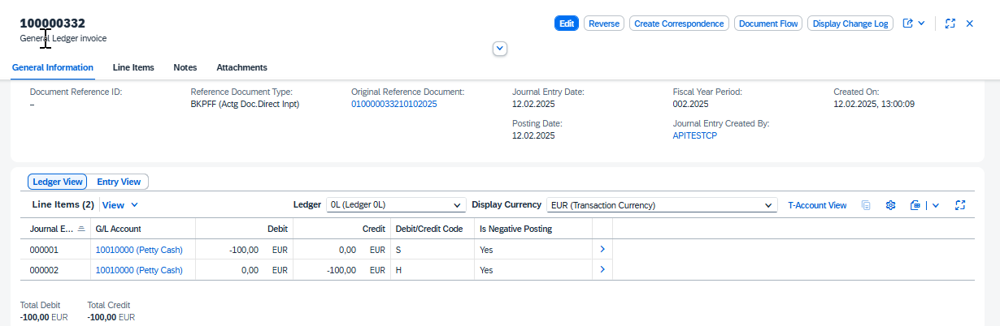 100000332
General Ledger invoice
Edit Reverse Create Correspondence Document Flow Display Change Log
General Information Line Items Notes Attachments
Document Reference ID: Reference Document Type: Original Reference Document: Journal Entry Date: Fiscal Year Period: Created On:
– BKPFF (Actg Doc.Direct Inpt) 010000033210102025 12.02.2025 002.2025 12.02.2025, 13:00:09
Posting Date: Journal Entry Created By:
12.02.2025 APITESTCP
Ledger View Entry View
Line Items (2) View Ledger 0L (Ledger 0L) Display Currency EUR (Transaction Currency) T-Account View
Journal E... G/L Account Debit Credit Debit/Credit Code Is Negative Posting
000001 10010000 (Petty Cash) -100,00 EUR 0,00 EUR S Yes
000002 10010000 (Petty Cash) 0,00 EUR -100,00 EUR H Yes
Total Debit Total Credit
-100,00 EUR -100,00 EUR